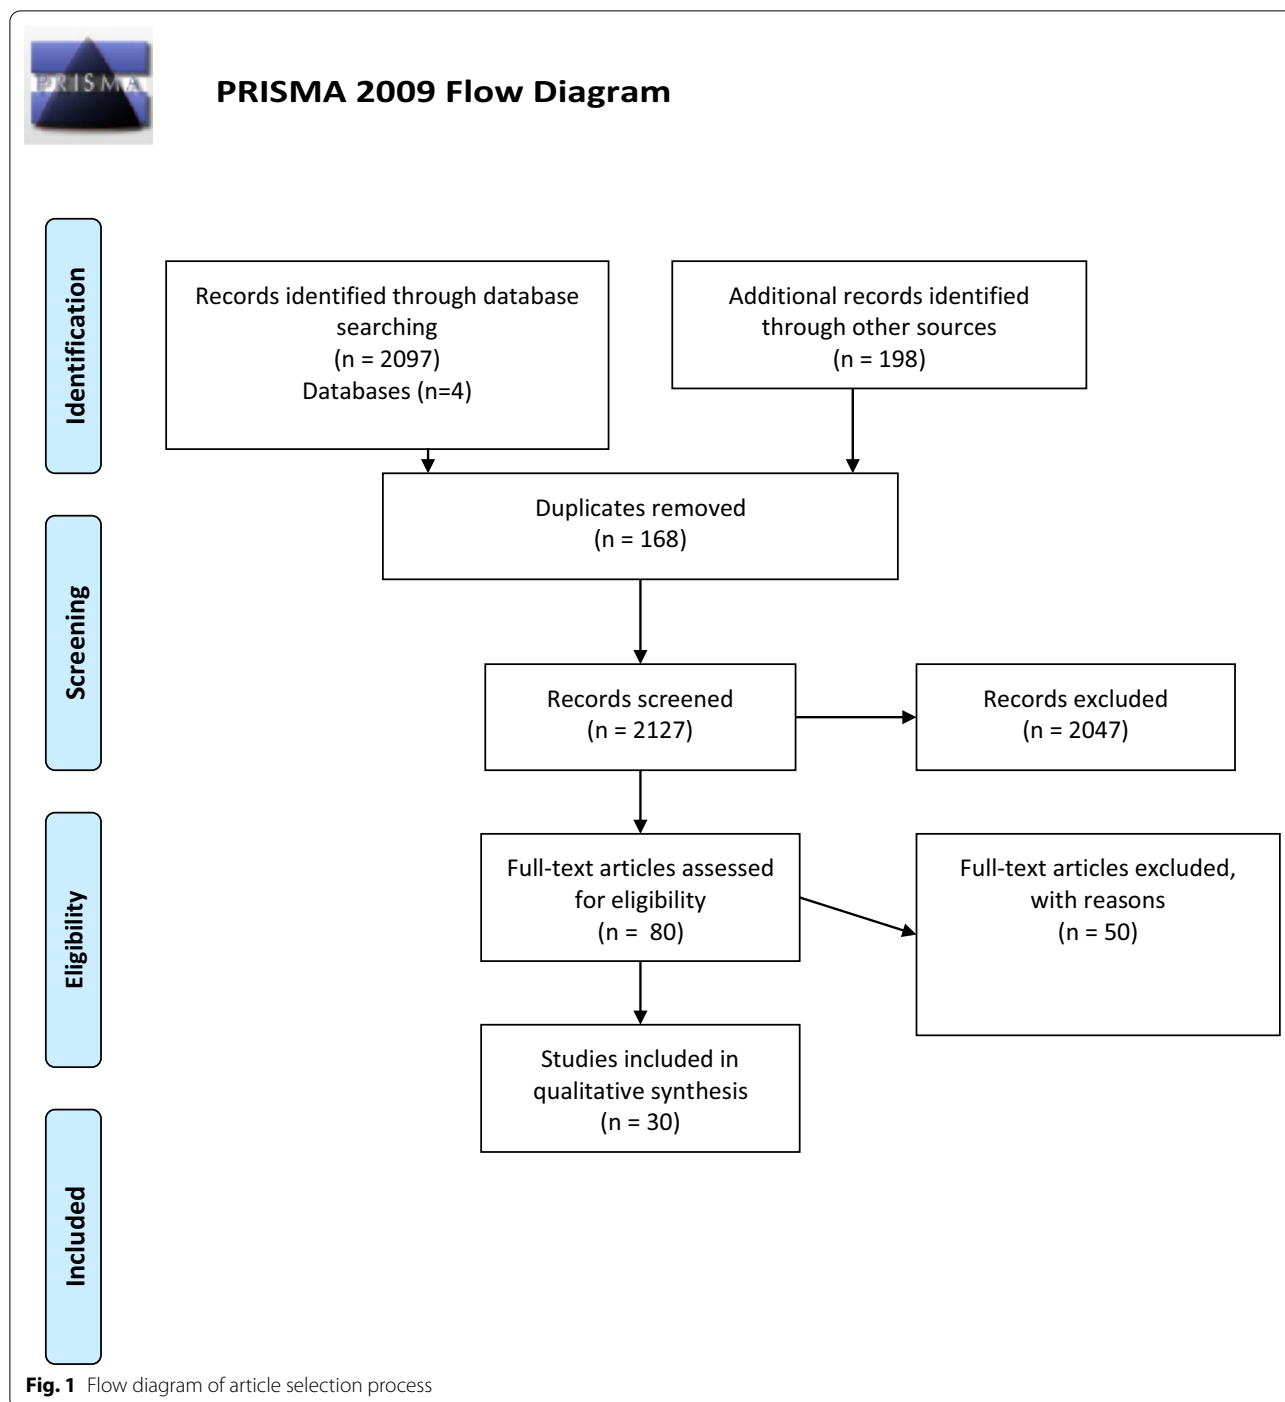 PRISMA
PRISMA 2009 Flow Diagram
Identification
Records identified through database
searching
(n = 2097)
Databases (n=4)
Additional records identified
through other sources
(n = 198)
Duplicates removed
(n = 168)
Screening
Records screened
(n = 2127)
Records excluded
(n = 2047)
Eligibility
Full-text articles assessed
for eligibility
(n =  80)
Full-text articles excluded,
with reasons
(n = 50)
Studies included in
qualitative synthesis
(n = 30)
Included
Fig. 1 Flow diagram of article selection process